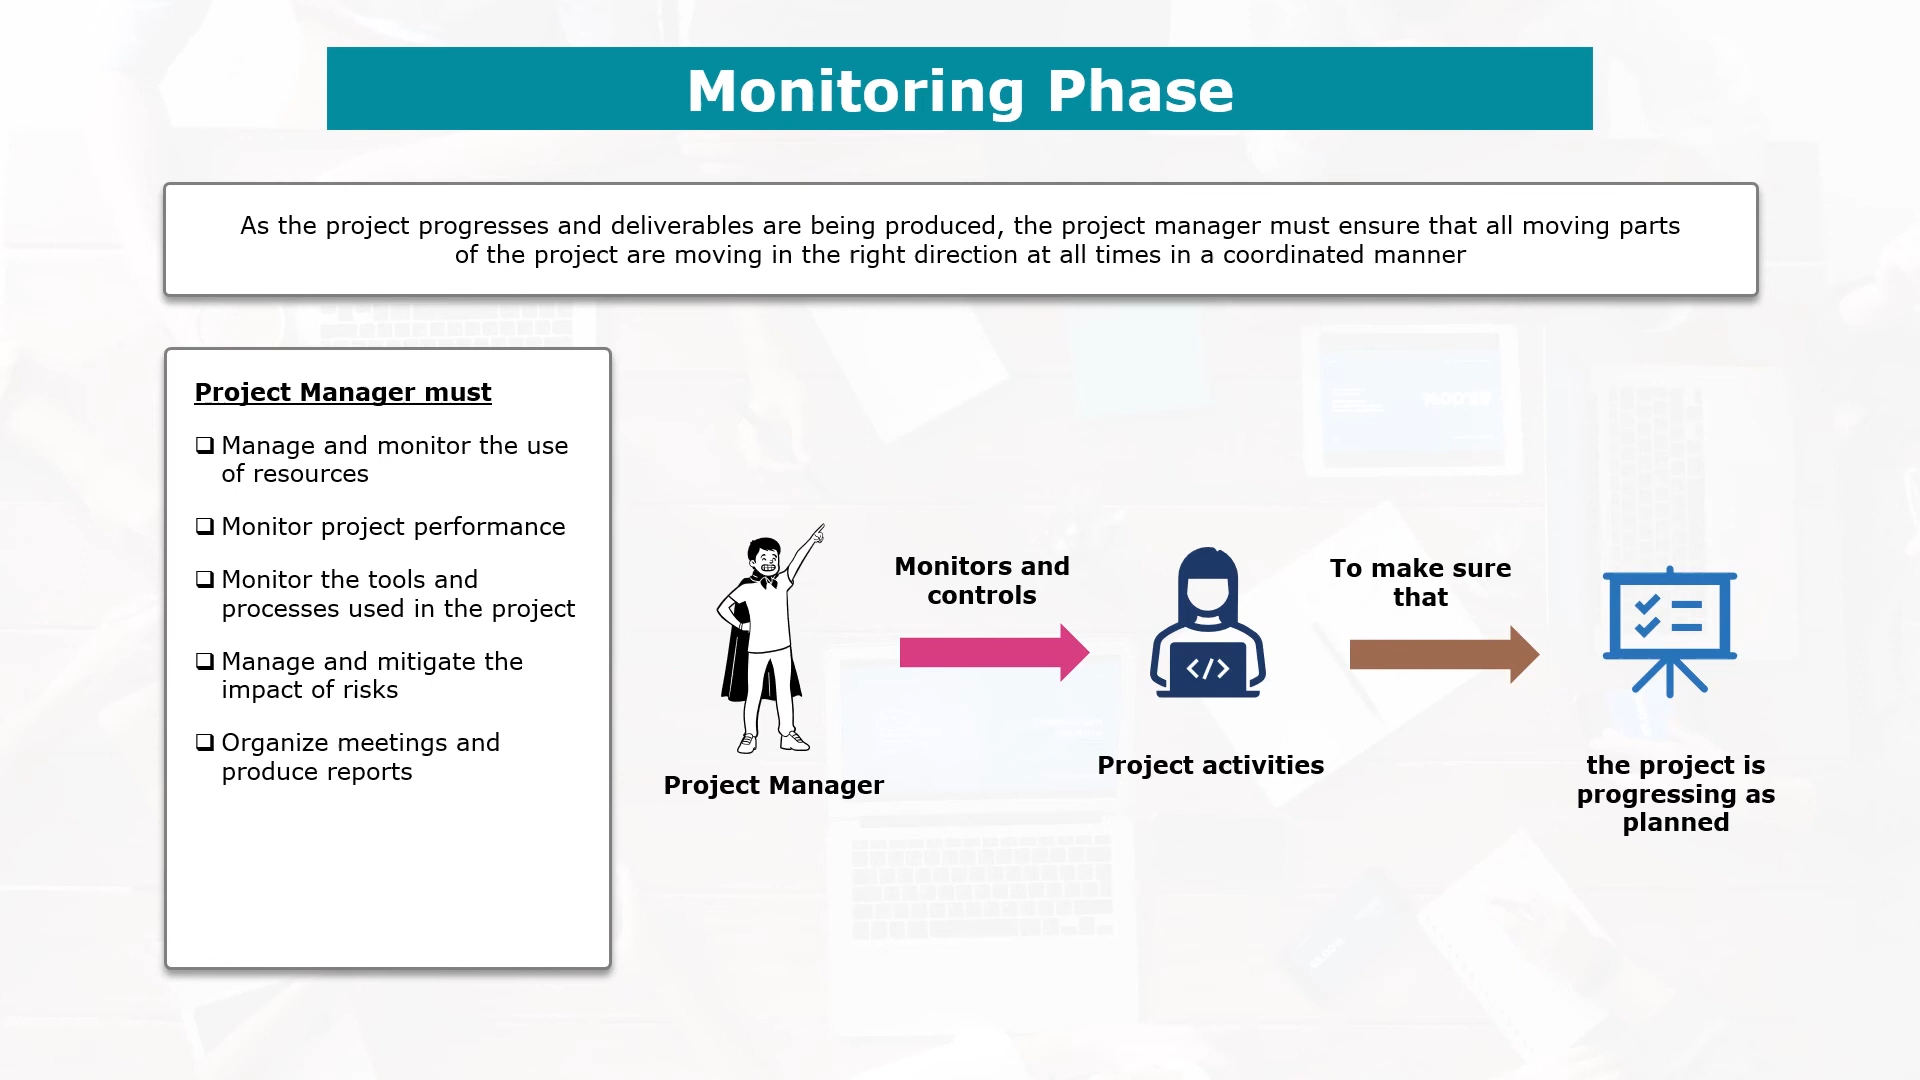 Monitoring Phase
As the project progresses and deliverables are being produced, the project manager must ensure that all moving parts
of the project are moving in the right direction at all times in a coordinated manner
Project Manager must
❑ Manage and monitor the use
of resources
❑ Monitor project performance
❑ Monitor the tools and
processes used in the project
❑ Manage and mitigate the
impact of risks
❑ Organize meetings and
produce reports
Monitors and
controls
To make sure
that
</>
Project Manager
Project activities
the project is
progressing as
planned